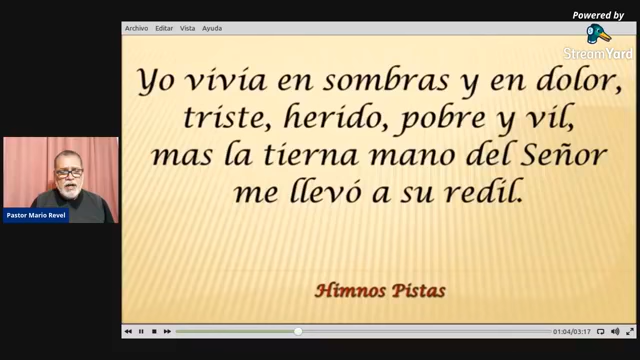 Powered by
StreamYard
Archivo Editar Vista Ayuda
Yo vivía en sombras y en dolor,
triste, herido, pobre y vil,
mas la tierna mano del Señor
me llevó a su redil.
Pastor Mario Revel
Himnos Pistas
01:04/03:17